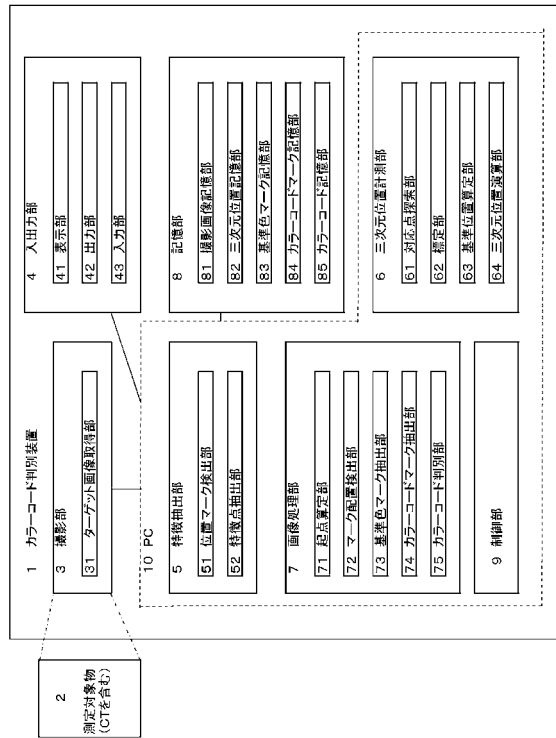 1　カラーコード判別装置
2
測定対象物
(CTを含む)
3　撮影部
31　ターゲット画像取得部
4　入出力部
41　表示部
42　出力部
43　入力部
10　PC
5　特徴抽出部
51　位置マーク検出部
52　特徴点抽出部
8　記憶部
81　撮影画像記憶部
82　三次元位置記憶部
83　基準色マーク記憶部
84　カラーコードマーク記憶部
85　カラーコード記憶部
7　画像処理部
71　起点算定部
72　マーク配置検出部
73　基準色マーク抽出部
74　カラーコードマーク抽出部
75　カラーコード判別部
6　三次元位置計測部
61　対応点探索部
62　標定部
63　基準位置算定部
64　三次元位置演算部
9　制御部